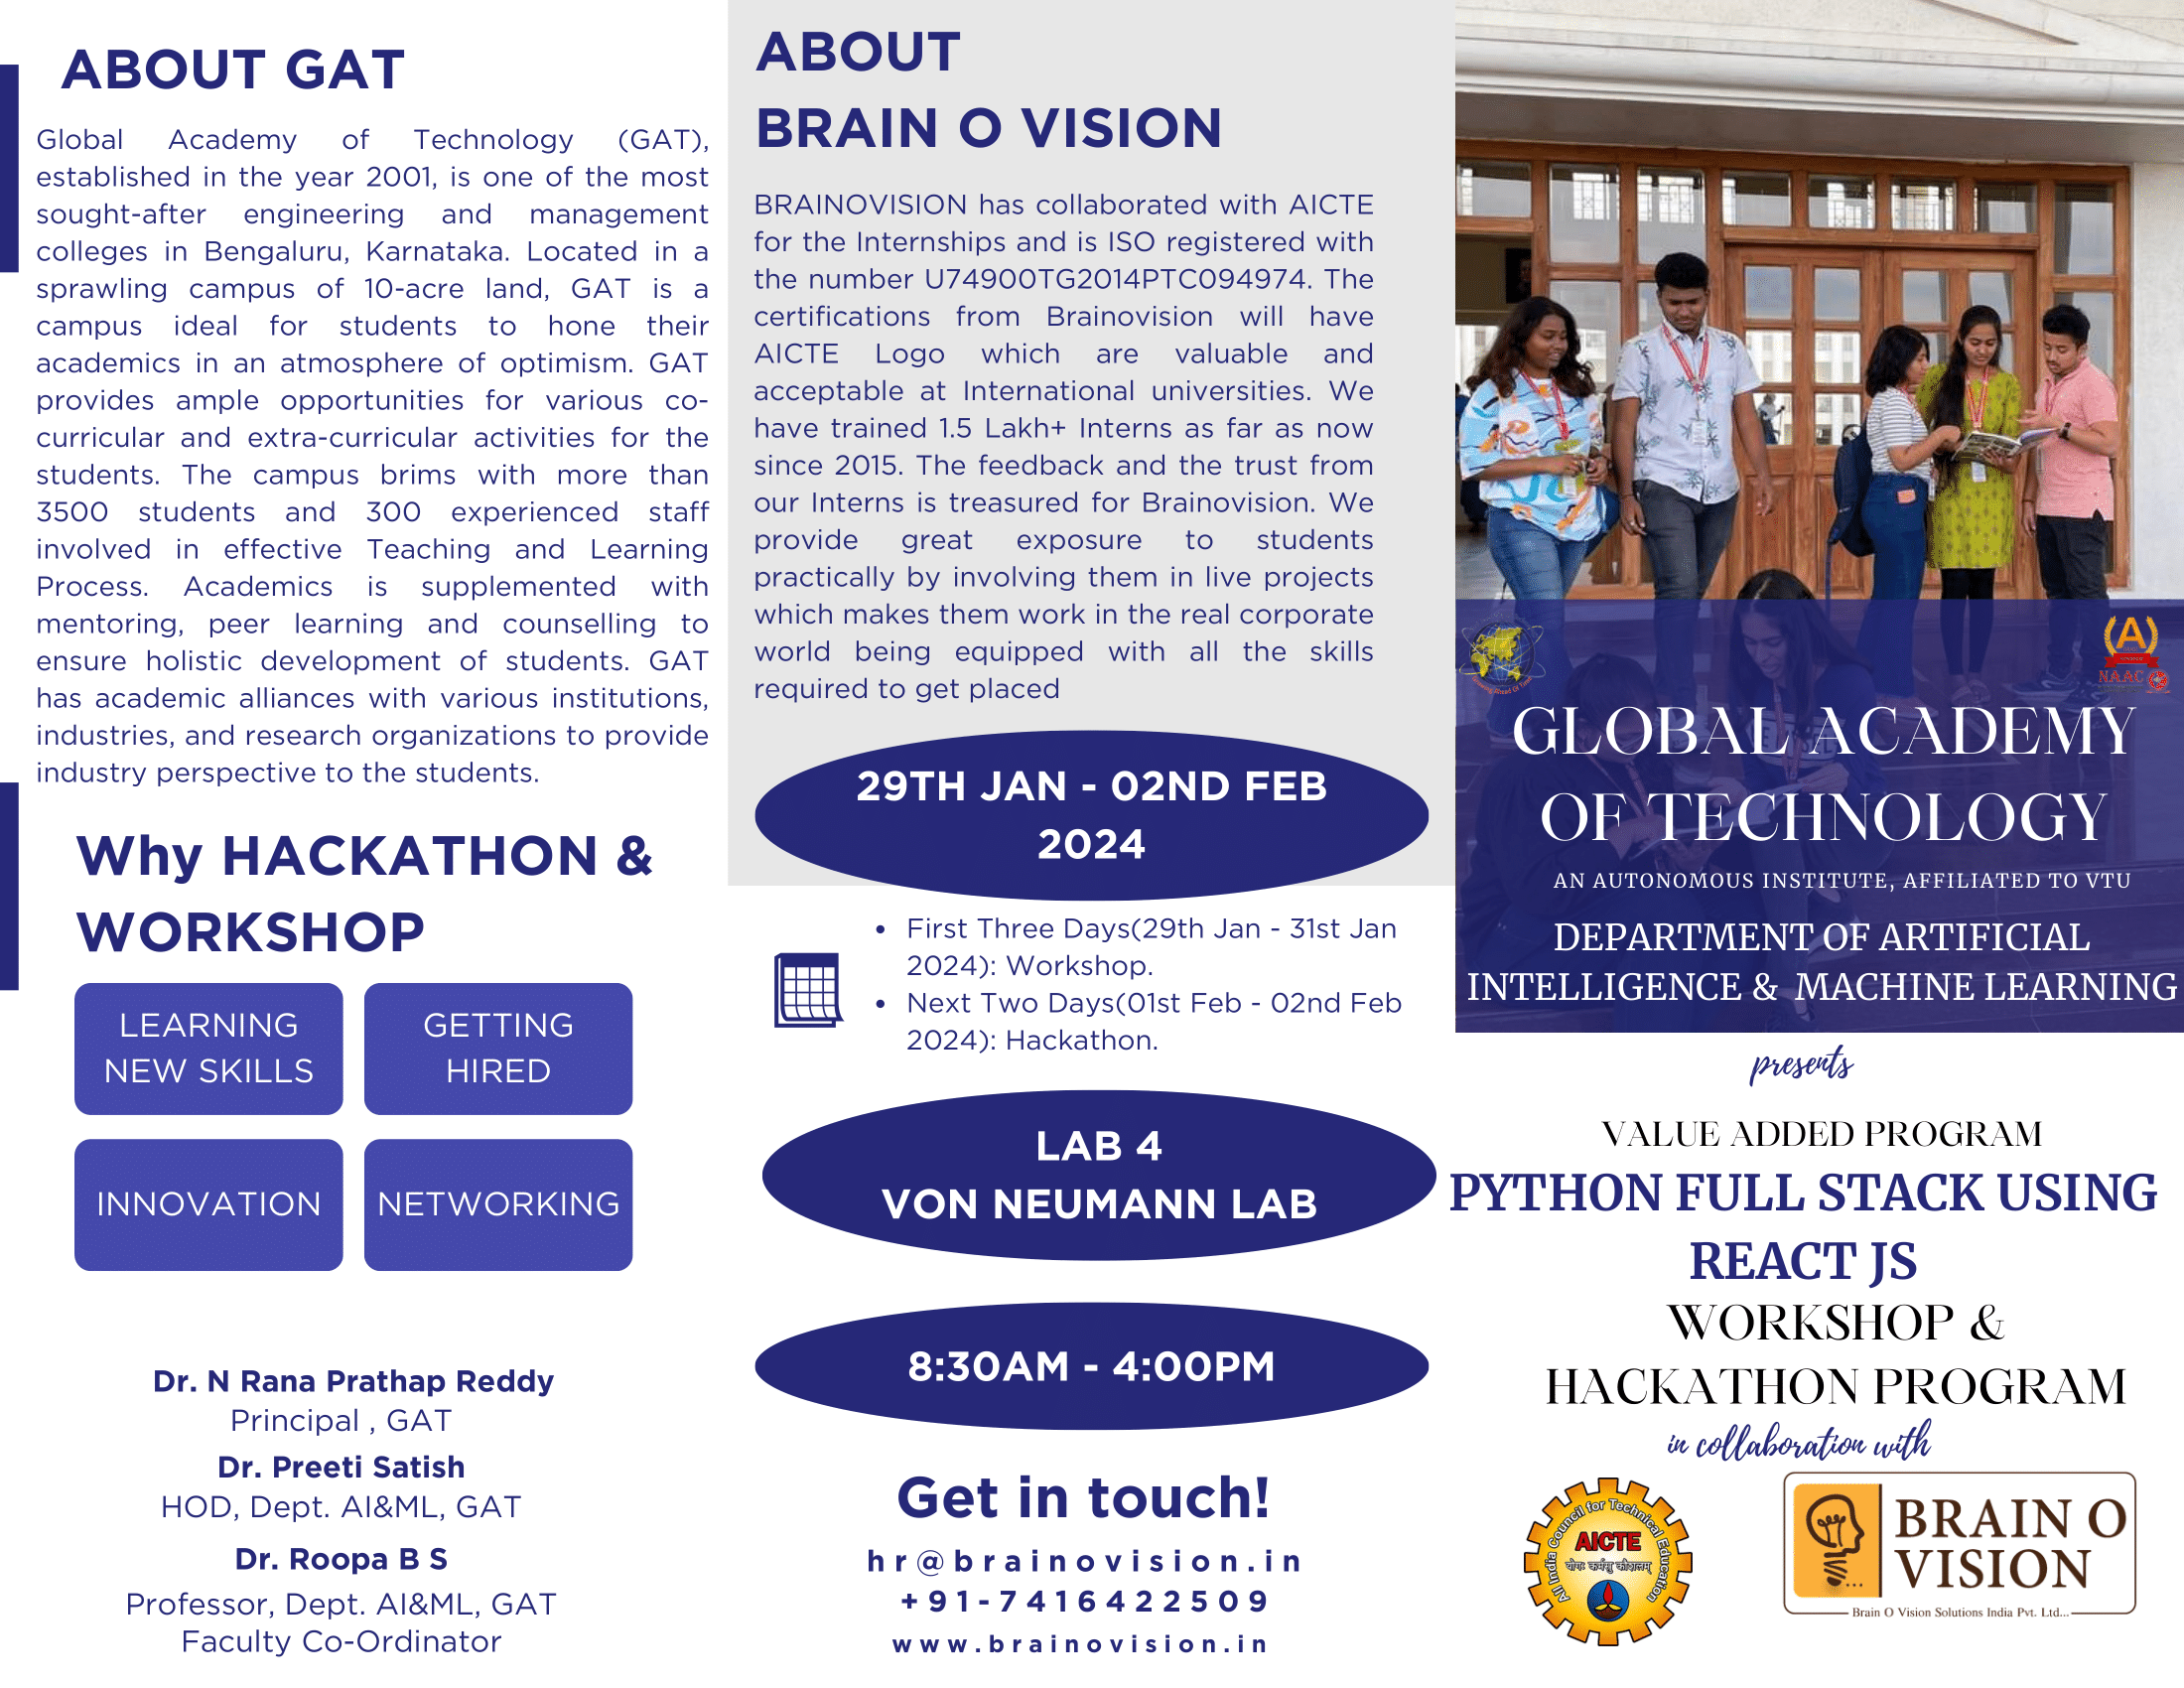 ABOUT GAT
Global Academy of Technology (GAT),
established in the year 2001, is one of the most
sought-after engineering and management
colleges in Bengaluru, Karnataka. Located in a
sprawling campus of 10-acre land, GAT is a
campus ideal for students to hone their
academics in an atmosphere of optimism. GAT
provides ample opportunities for various co-
curricular and extra-curricular activities for the
students. The campus brims with more than
3500 students and 300 experienced staff
involved in effective Teaching and Learning
Process. Academics is supplemented with
mentoring, peer learning and counselling to
ensure holistic development of students. GAT
has academic alliances with various institutions,
industries, and research organizations to provide
industry perspective to the students.
Why HACKATHON &
WORKSHOP
LEARNING
NEW SKILLS
GETTING
HIRED
INNOVATION
NETWORKING
Dr. N Rana Prathap Reddy
Principal , GAT
Dr. Preeti Satish
HOD, Dept. AI&ML, GAT
Dr. Roopa B S
Professor, Dept. AI&ML, GAT
Faculty Co-Ordinator
ABOUT
BRAIN O VISION
BRAINOVISION has collaborated with AICTE
for the Internships and is ISO registered with
the number U74900TG2014PTC094974. The
certifications from Brainovision will have
AICTE Logo which are valuable and
acceptable at International universities. We
have trained 1.5 Lakh+ Interns as far as now
since 2015. The feedback and the trust from
our Interns is treasured for Brainovision. We
provide great exposure to students
practically by involving them in live projects
which makes them work in the real corporate
world being equipped with all the skills
required to get placed
29TH JAN - 02ND FEB
2024
• First Three Days(29th Jan - 31st Jan
2024): Workshop.
• Next Two Days(01st Feb - 02nd Feb
2024): Hackathon.
LAB 4
VON NEUMANN LAB
8:30AM - 4:00PM
Get in touch!
hr@brainovision.in
+91-7416422509
www.brainovision.in
A
NAAC
GLOBAL ACADEMY
OF TECHNOLOGY
AN AUTONOMOUS INSTITUTE, AFFILIATED TO VTU
DEPARTMENT OF ARTIFICIAL
INTELLIGENCE & MACHINE LEARNING
presents
VALUE ADDED PROGRAM
PYTHON FULL STACK USING
REACT JS
WORKSHOP &
HACKATHON PROGRAM
in collaboration with
All India Council for Technical Education
AICTE
योगः कर्मसु कौशलम्
BRAIN O
VISION
Brain O Vision Solutions India Pvt. Ltd...